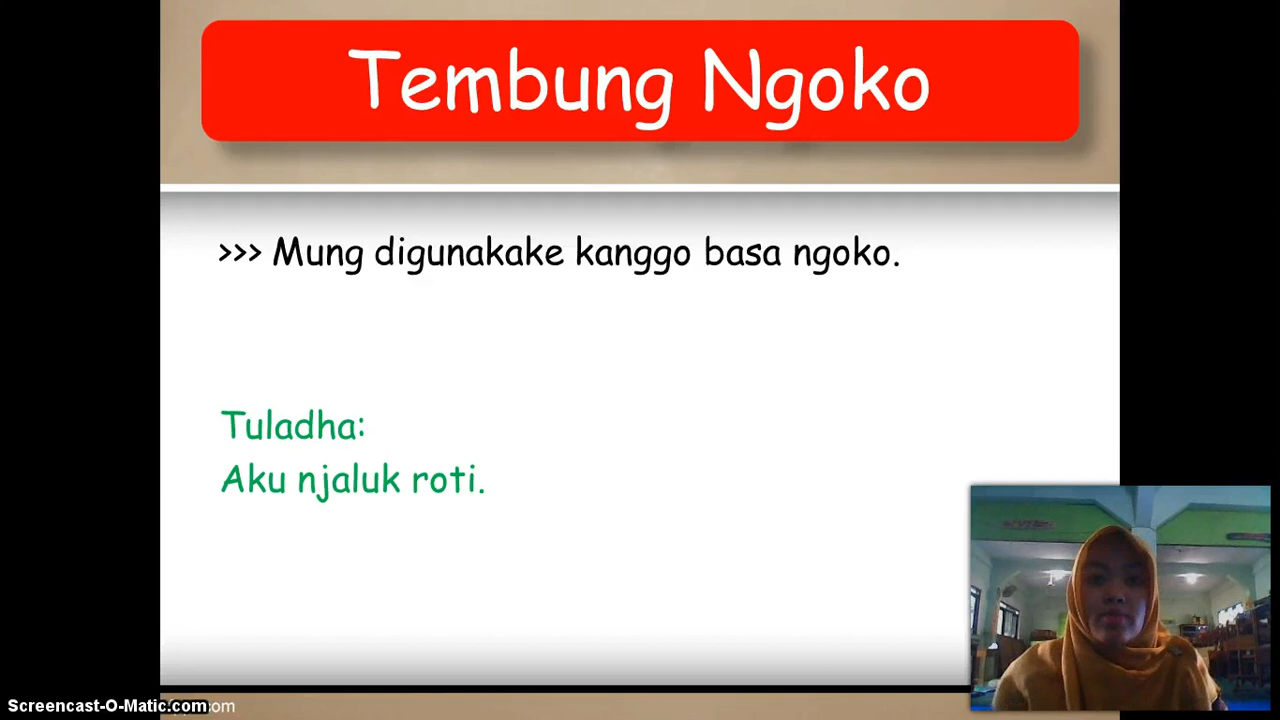 Tembung Ngoko
>>> Mung digunakake kanggo basa ngoko.
Tuladha:
Aku njaluk roti.
Screencast-O-Matic.com